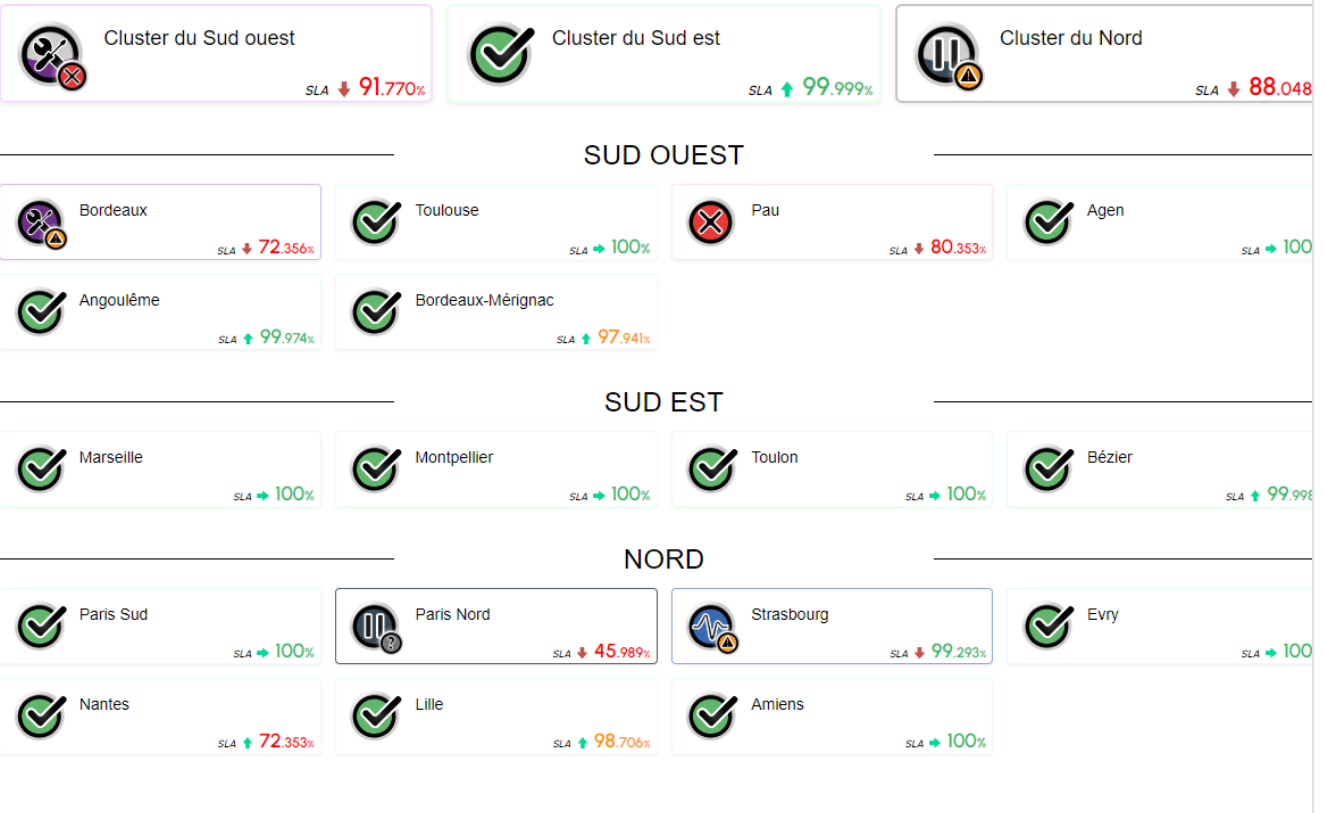 Cluster du Sud ouest
SLA 91.770%
Cluster du Sud est
SLA 99.999%
Cluster du Nord
SLA 88.048
SUD OUEST
Bordeaux
SLA 72.356%
Toulouse
SLA 100%
Pau
SLA 80.353%
Agen
SLA 100
Angoulême
SLA 99.974%
Bordeaux-Mérignac
SLA 97.941%
SUD EST
Marseille
SLA 100%
Montpellier
SLA 100%
Toulon
SLA 100%
Bézier
SLA 99.998
NORD
Paris Sud
SLA 100%
Paris Nord
?
SLA 45.989%
Strasbourg
SLA 99.293%
Evry
SLA 100
Nantes
SLA 72.353%
Lille
SLA 98.706%
Amiens
SLA 100%